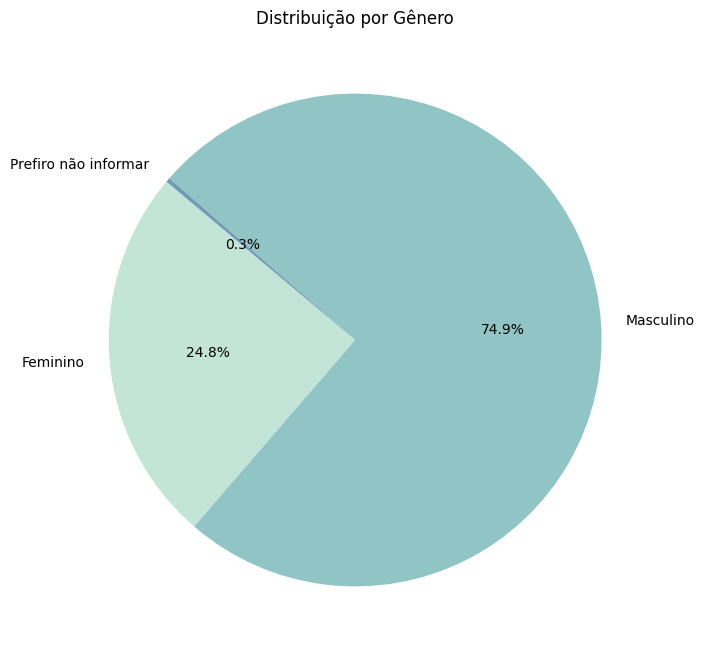 Distribuição por Gênero
Prefiro não informar
0.3%
Masculino
74.9%
Feminino
24.8%